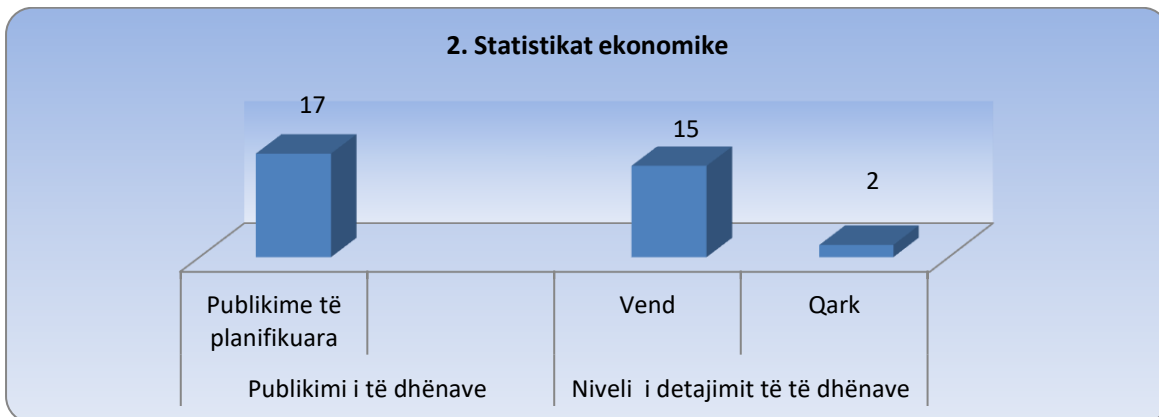 2. Statistikat ekonomike
17
15
2
Publikime të
planifikuara
Vend
Qark
Publikimi i të dhënave
Niveli i detajimit të të dhënave